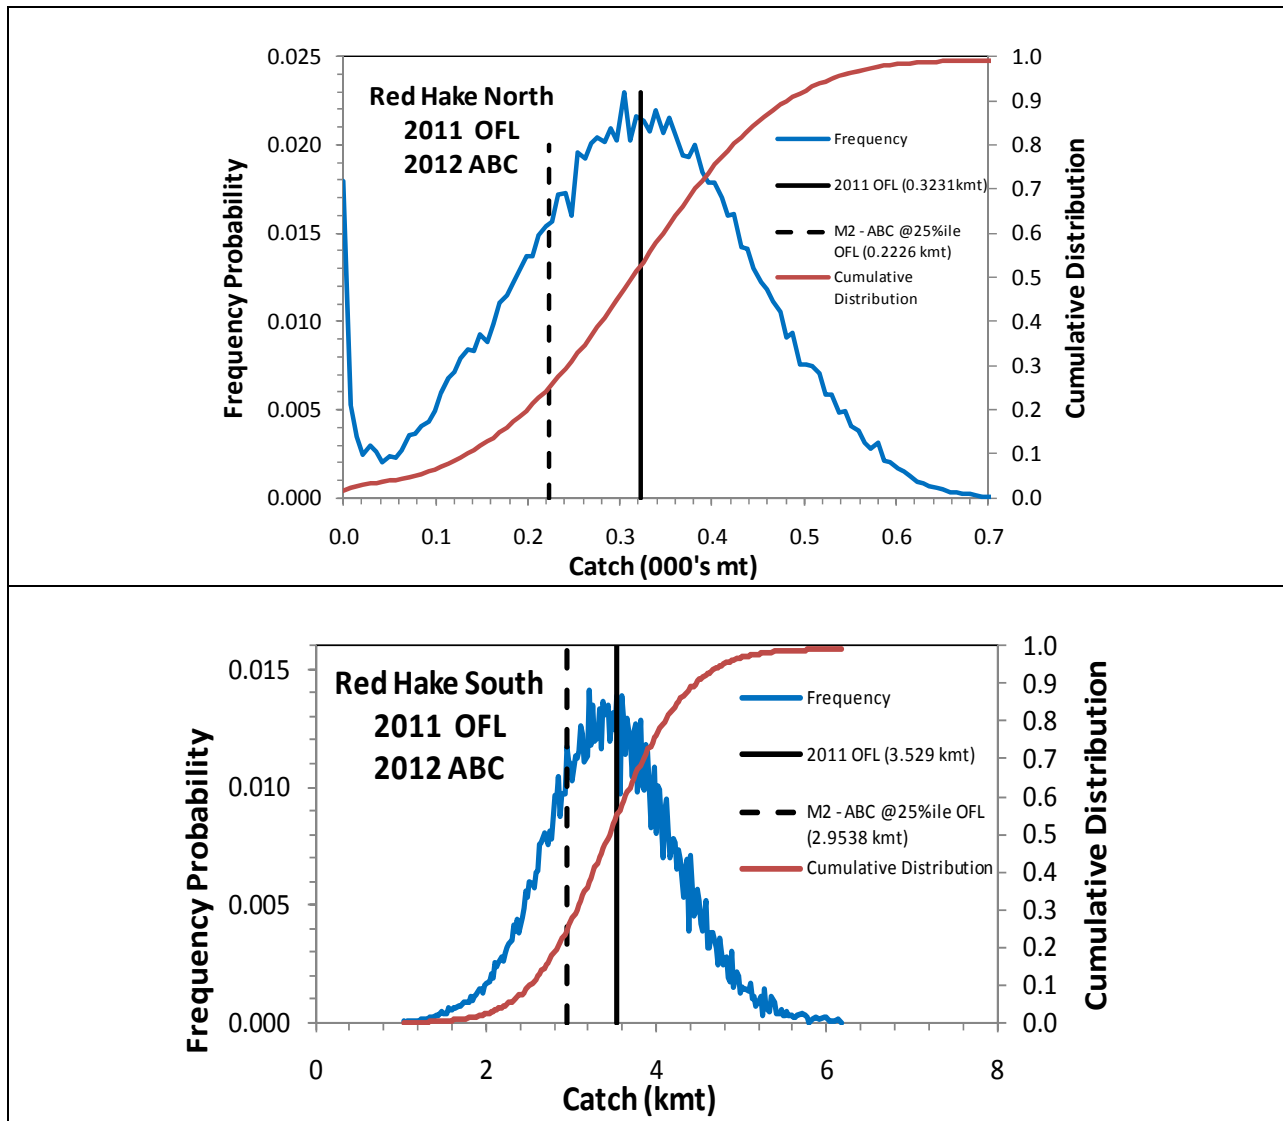 Red Hake North
2011 OFL
2012 ABC
Frequency Probability
0.025
0.020
0.015
0.010
0.005
0.000
0.0 0.1 0.2 0.3 0.4 0.5 0.6 0.7
Catch (000's mt)
1.0
0.9
0.8
0.7
0.6
0.5
0.4
0.3
0.2
0.1
0.0
Cumulative Distribution
Frequency
2011 OFL (0.3231kmt)
M2 - ABC @25%ile
OFL (0.2226 kmt)
Cumulative
Distribution
Red Hake South
2011 OFL
2012 ABC
Frequency Probability
0.015
0.010
0.005
0.000
0 2 4 6 8
Catch (kmt)
1.0
0.9
0.8
0.7
0.6
0.5
0.4
0.3
0.2
0.1
0.0
Cumulative Distribution
Frequency
2011 OFL (3.529 kmt)
M2 - ABC @25%ile OFL
(2.9538 kmt)
Cumulative Distribution